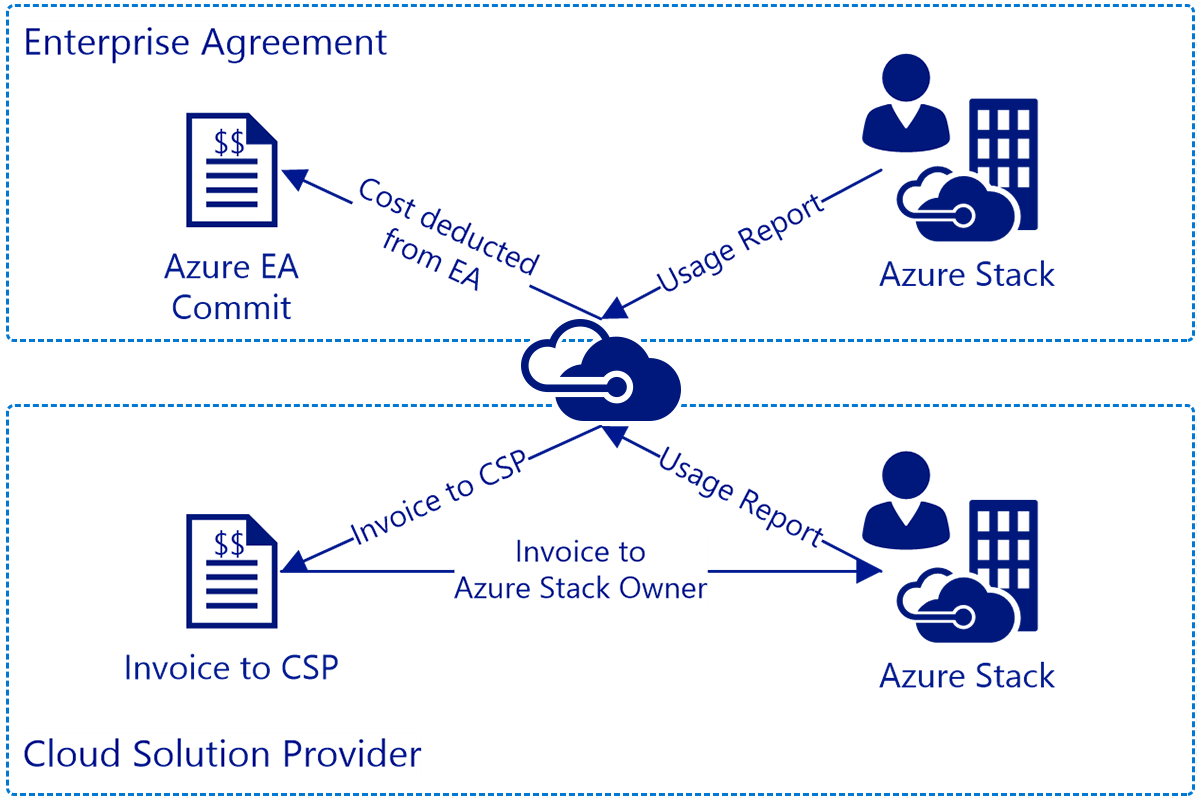 Enterprise Agreement
$$
Azure EA
Commit
Cost deducted
from EA
Usage Report
Azure Stack
Invoice to CSP
Usage Report
$$
Invoice to
Azure Stack Owner
Invoice to CSP
Azure Stack
Cloud Solution Provider